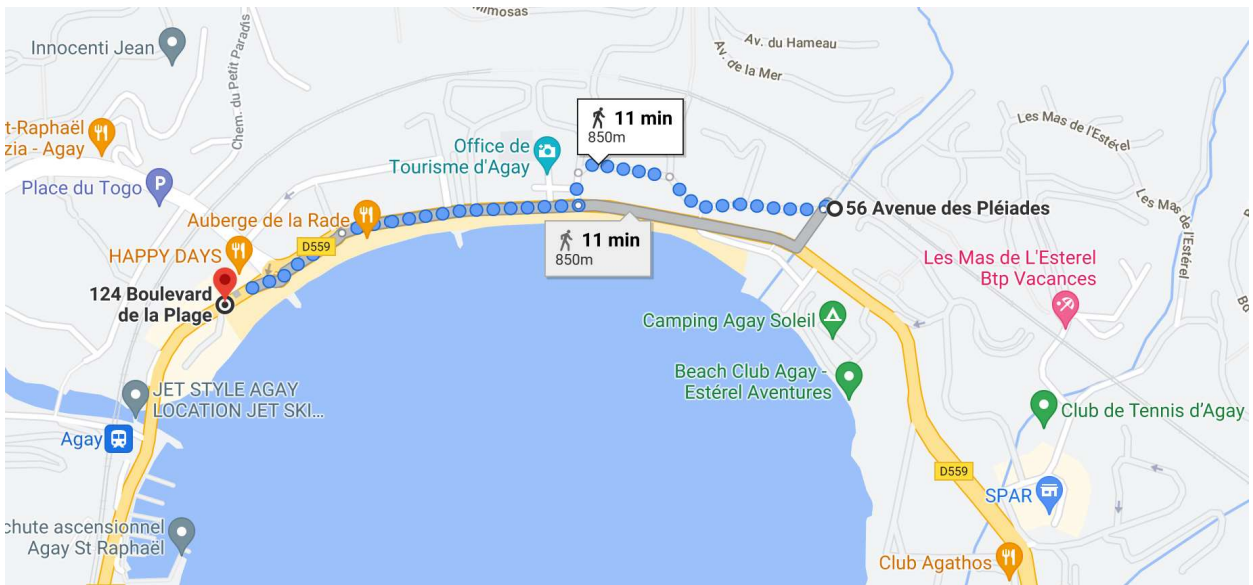 Mimosas
Innocenti Jean
Chem. du Petit Paradis
Av. du Hameau
Av. de la Mer
t-Raphaël
zia - Agay
11 min
850m
Les Mas de l'Estérel
Office de
Tourisme d'Agay
Place du Togo
Auberge de la Rade
56 Avenue des Pléiades
Les Mas de l'Estérel
D559
11 min
850m
HAPPY DAYS
Les Mas de L'Esterel
Btp Vacances
124 Boulevard
de la Plage
Camping Agay Soleil
Beach Club Agay -
Estérel Aventures
JET STYLE AGAY
LOCATION JET SKI...
Club de Tennis d'Agay
Agay
D559
SPAR
chute ascensionnel
Agay St Raphaël
Club Agathos